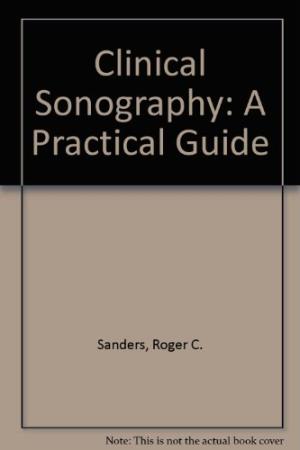 Clinical
Sonography: A
Practical Guide
Sanders, Roger C.
Note: This is not the actual book cover